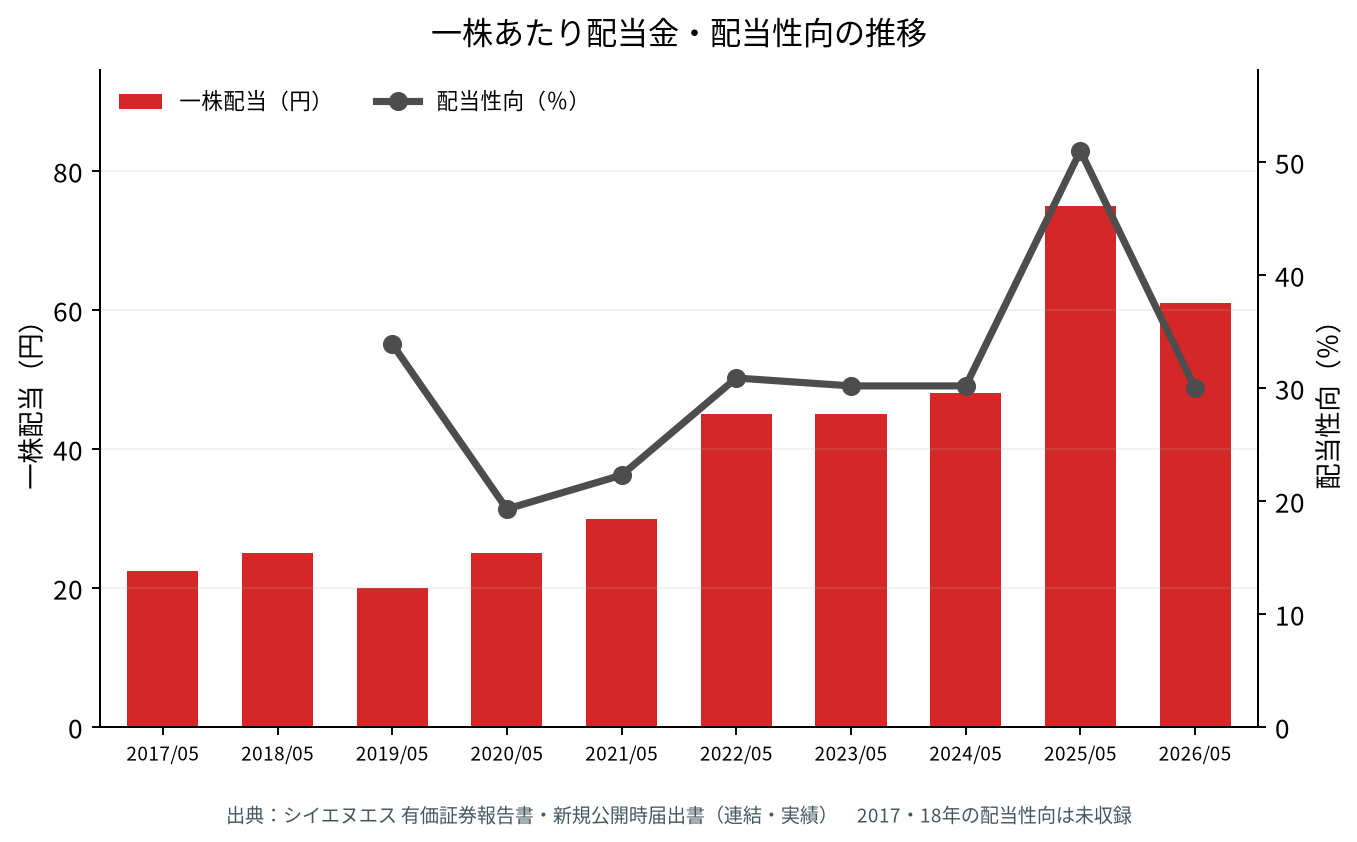 一株あたり配当金・配当性向の推移
一株配当（円） 配当性向（%）
80
60
40
20
0
一株配当（円）
50
40
30
20
10
0
配当性向（%）
2017/05 2018/05 2019/05 2020/05 2021/05 2022/05 2023/05 2024/05 2025/05 2026/05
出典：シイエヌエス 有価証券報告書・新規公開時届出書（連結・実績） 2017・18年の配当性向は未収録